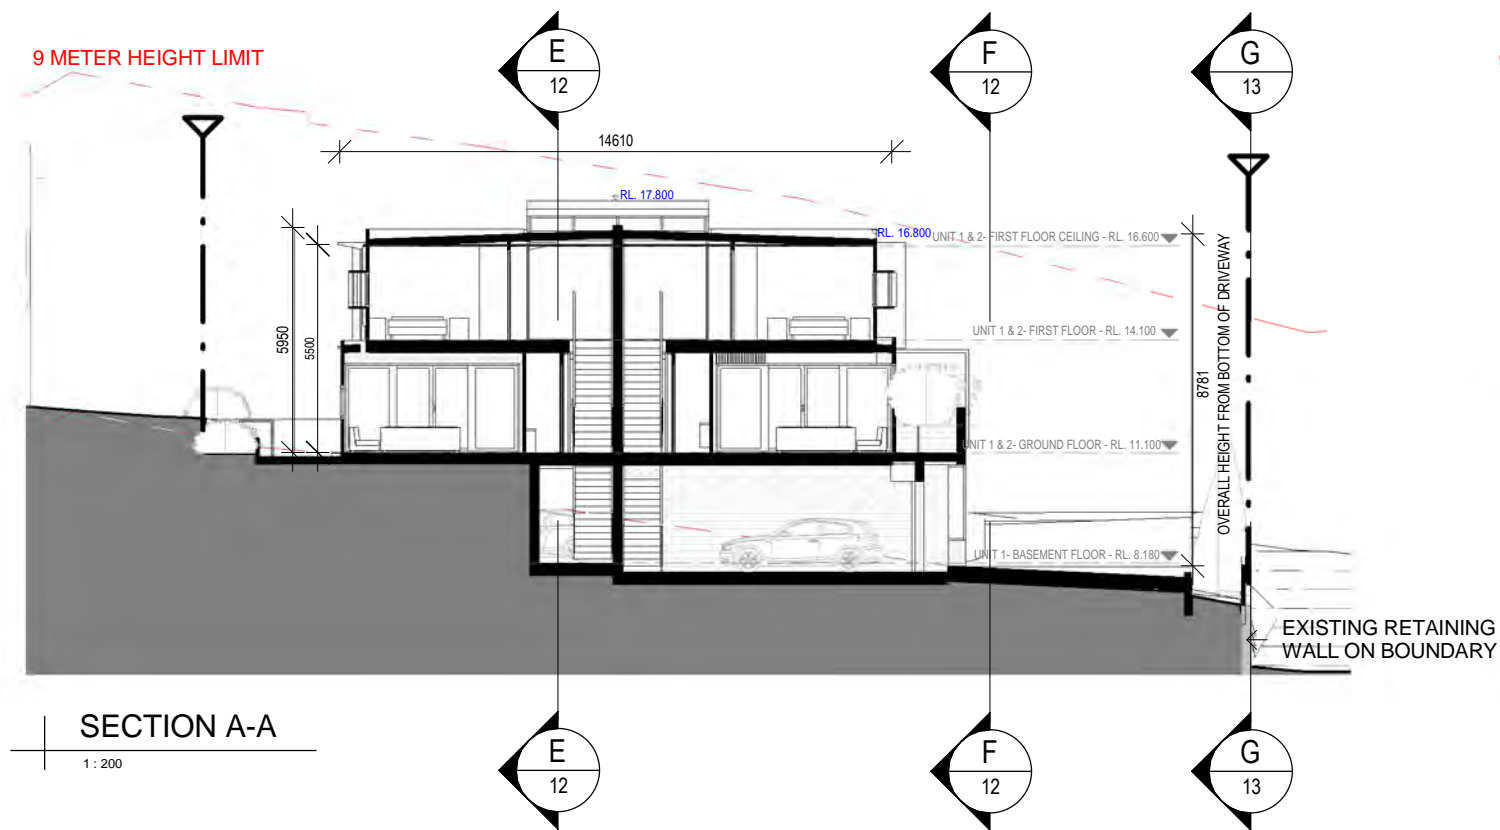 9 METER HEIGHT LIMIT
E
12
F
12
G
13
14610
RL. 17.800
RL. 16.800
UNIT 1 & 2- FIRST FLOOR CEILING - RL. 16.600
UNIT 1 & 2- FIRST FLOOR - RL. 14.100
5950
5500
8781
OVERALL HEIGHT FROM BOTTOM OF DRIVEWAY
UNIT 1 & 2- GROUND FLOOR - RL. 11.100
UNIT 1- BASEMENT FLOOR - RL. 8.180
EXISTING RETAINING
WALL ON BOUNDARY
SECTION A-A
1 : 200
E
12
F
12
G
13